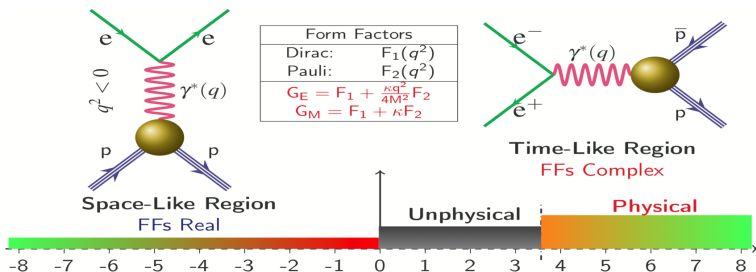 e
e
q² < 0
γ*(q)
p
p
Space-Like Region
FFs Real
Form Factors
Dirac: F₁(q²)
Pauli: F₂(q²)
G_E = F₁ + κq²/4M² F₂
G_M = F₁ + κF₂
e⁻
e⁺
γ*(q)
p̅
p
Time-Like Region
FFs Complex
Unphysical
Physical
-8 -7 -6 -5 -4 -3 -2 -1 0 1 2 3 4 5 6 7 8